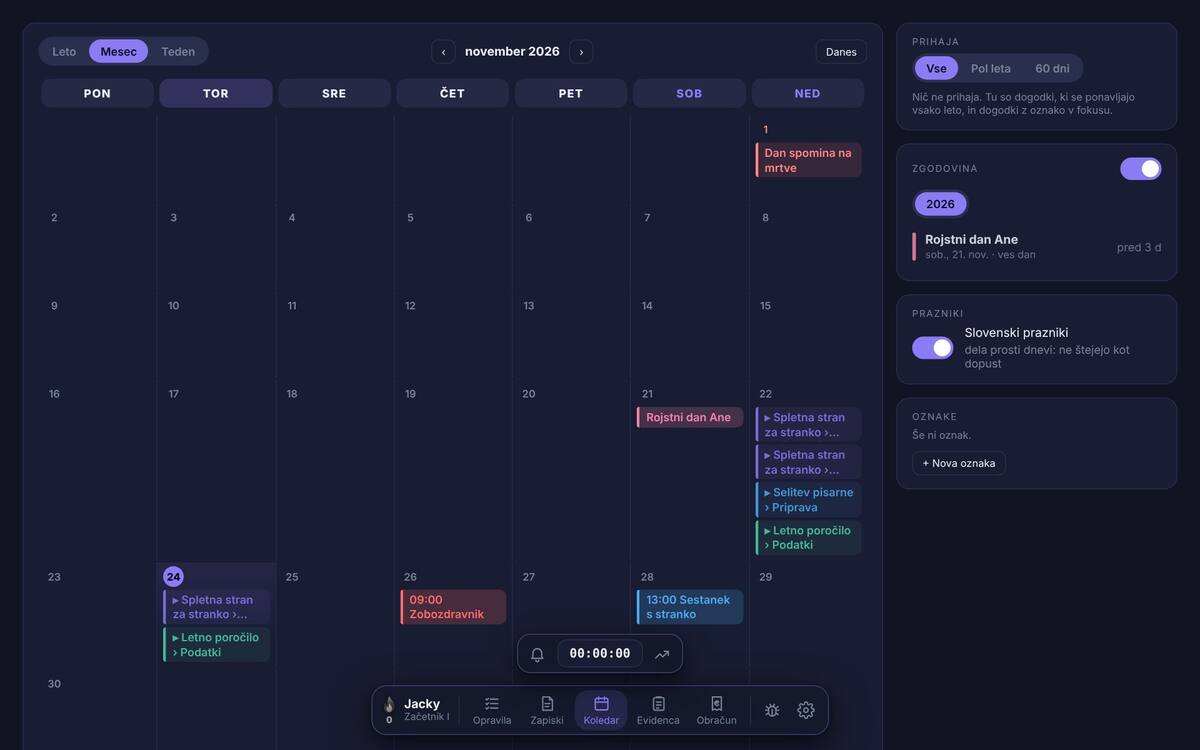 Leto Mesec Teden
‹ november 2026 ›
Danes
PON TOR SRE ČET PET SOB NED
1
Dan spomina na
mrtve
2 3 4 5 6 7 8
9 10 11 12 13 14 15
16 17 18 19 20 21 22
Rojstni dan Ane
▸ Spletna stran
za stranko ›...
▸ Spletna stran
za stranko ›...
▸ Selitev pisarne
› Priprava
▸ Letno poročilo
› Podatki
23 24 25 26 27 28 29
▸ Spletna stran
za stranko ›...
▸ Letno poročilo
› Podatki
09:00
Zobozdravnik
13:00 Sestanek
s stranko
30
PRIHAJA
Vse Pol leta 60 dni
Nič ne prihaja. Tu so dogodki, ki se ponavljajo
vsako leto, in dogodki z oznako v fokusu.
ZGODOVINA
2026
Rojstni dan Ane
sob., 21. nov. · ves dan
pred 3 d
PRAZNIKI
Slovenski prazniki
dela prosti dnevi: ne štejejo kot
dopust
OZNAKE
Še ni oznak.
+ Nova oznaka
00:00:00
0
Jacky
Začetnik I
Opravila Zapiski Koledar Evidenca Obračun